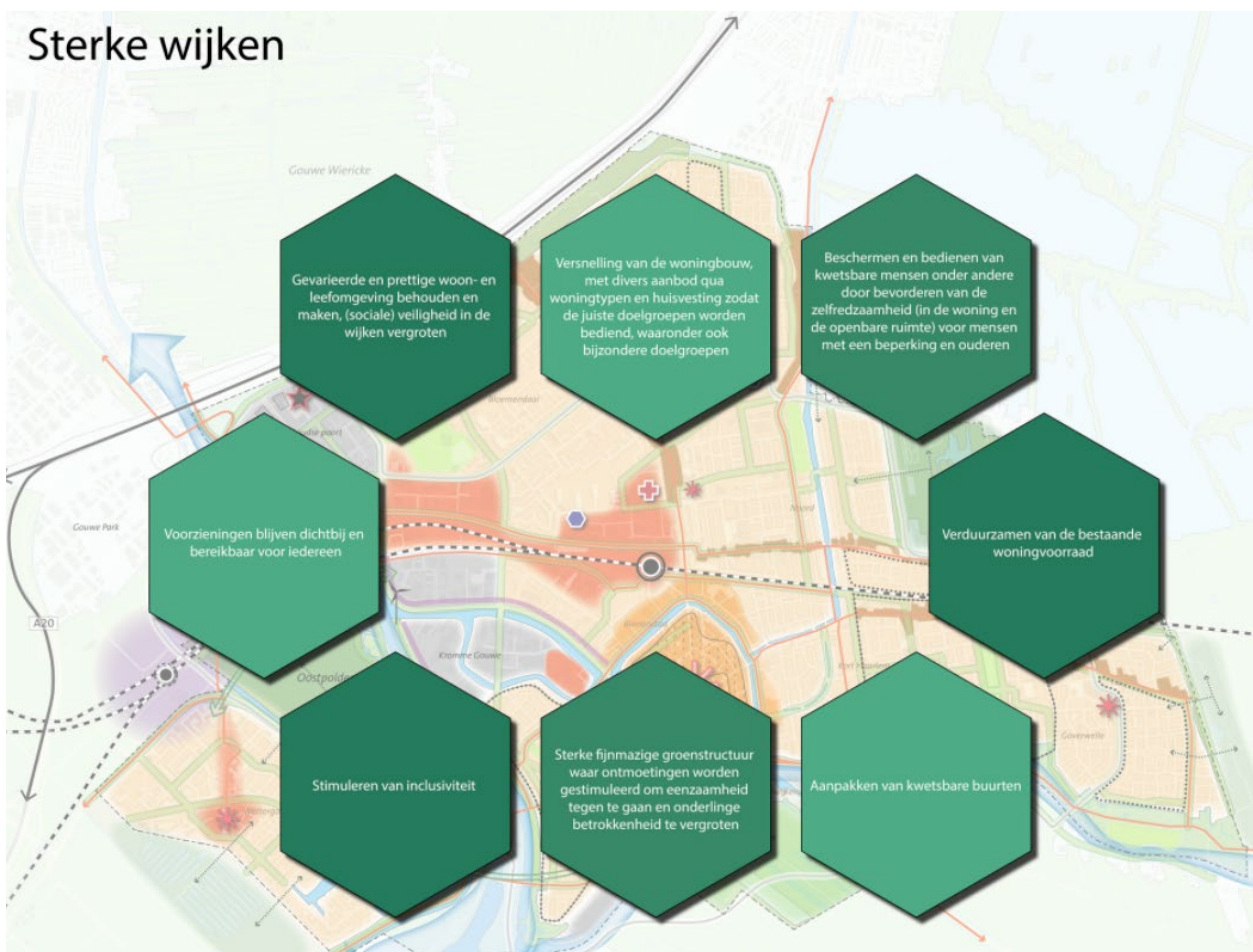 Sterke wijken
Gouwe Wiericke
Gevarieerde en prettige woon- en
leefomgeving behouden en
maken, (sociale) veiligheid in de
wijken vergroten
Versnelling van de woningbouw,
met divers aanbod qua
woningtypen en huisvesting zodat
de juiste doelgroepen worden
bediend, waaronder ook
bijzondere doelgroepen
Beschermen en bedienen van
kwetsbare mensen onder andere
door bevorderen van de
zelfredzaamheid (in de woning en
de openbare ruimte) voor mensen
met een beperking en ouderen
Bloemendaal
Gouwe Park
Voorzieningen blijven dichtbij en
bereikbaar voor iedereen
Noord
Verduurzamen van de bestaande
woningvoorraad
A20
Kromme Gouwe
Kort Haarlem
Oostpolder
Goverwelle
Stimuleren van inclusiviteit
Sterke fijnmazige groenstructuur
waar ontmoetingen worden
gestimuleerd om eenzaamheid
tegen te gaan en onderlinge
betrokkenheid te vergroten
Aanpakken van kwetsbare buurten